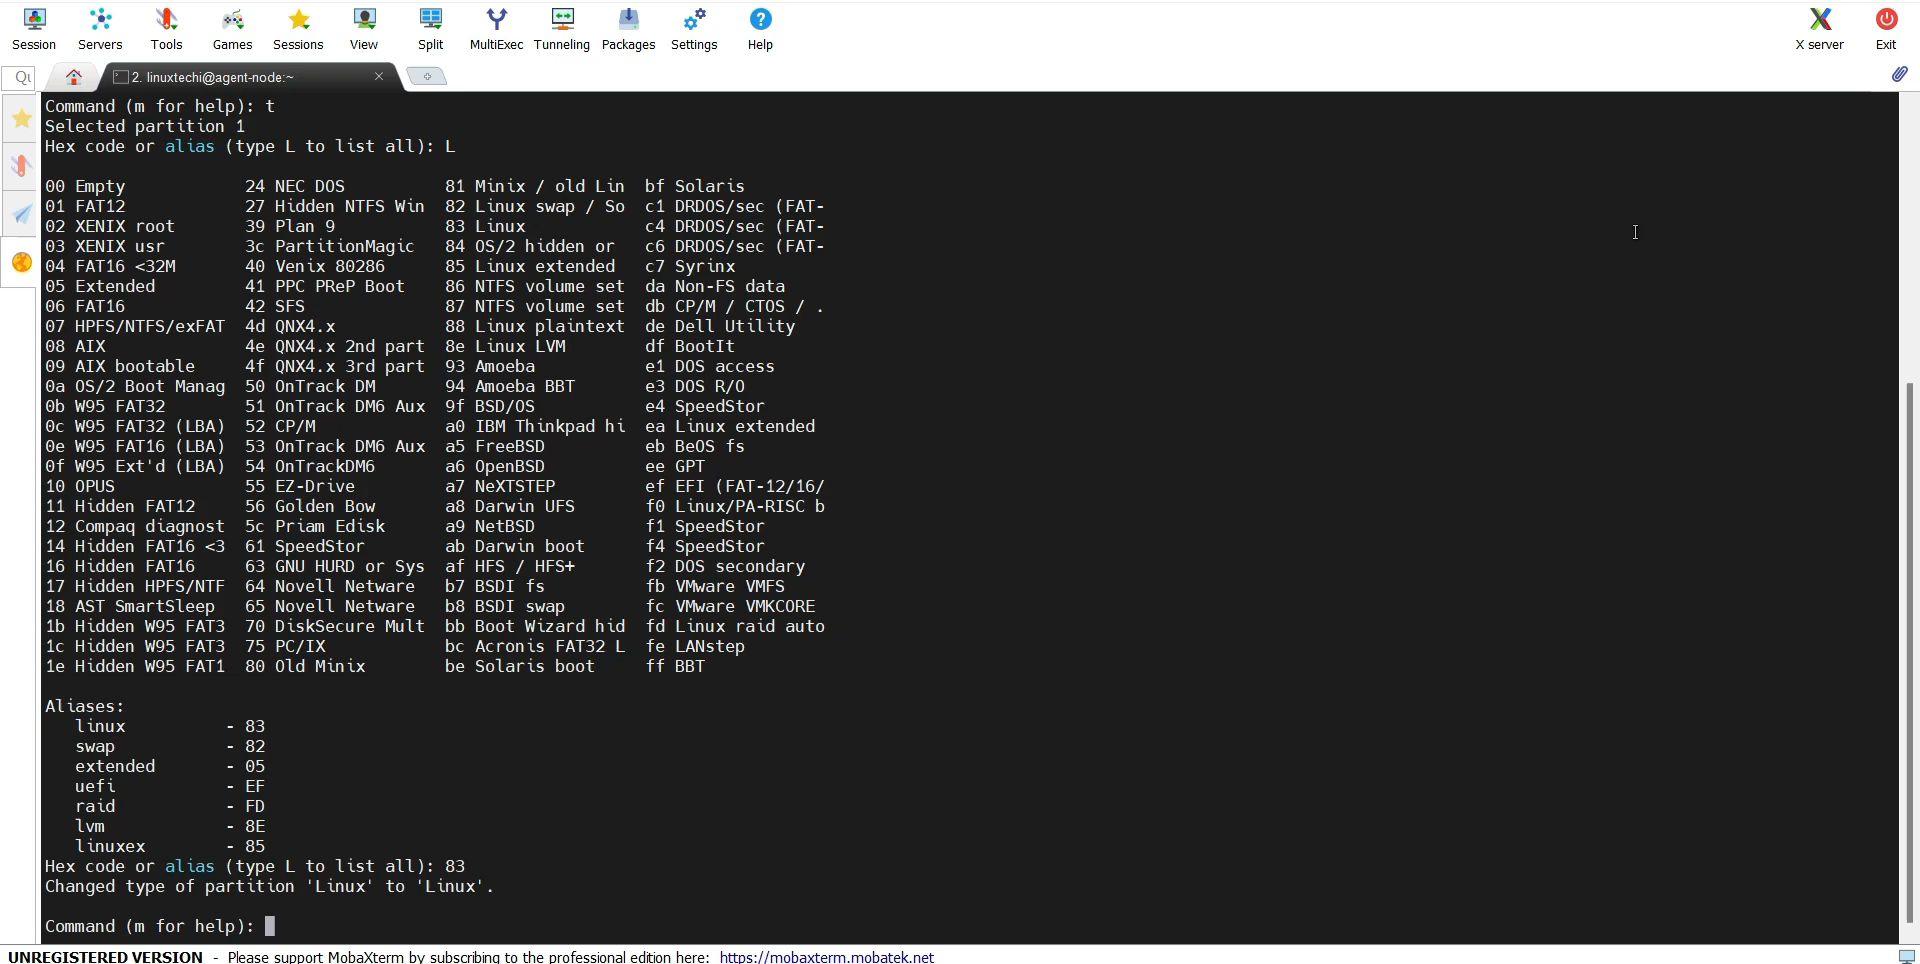 Session Servers Tools Games Sessions View Split MultiExec Tunneling Packages Settings Help X server Exit
Qu 2. linuxtechi@agent-node:~
Command (m for help): t
Selected partition 1
Hex code or alias (type L to list all): L
00 Empty 24 NEC DOS 81 Minix / old Lin bf Solaris
01 FAT12 27 Hidden NTFS Win 82 Linux swap / So c1 DRDOS/sec (FAT-
02 XENIX root 39 Plan 9 83 Linux c4 DRDOS/sec (FAT-
03 XENIX usr 3c PartitionMagic 84 OS/2 hidden or c6 DRDOS/sec (FAT-
04 FAT16 <32M 40 Venix 80286 85 Linux extended c7 Syrinx
05 Extended 41 PPC PReP Boot 86 NTFS volume set da Non-FS data
06 FAT16 42 SFS 87 NTFS volume set db CP/M / CTOS / .
07 HPFS/NTFS/exFAT 4d QNX4.x 88 Linux plaintext de Dell Utility
08 AIX 4e QNX4.x 2nd part 8e Linux LVM df BootIt
09 AIX bootable 4f QNX4.x 3rd part 93 Amoeba e1 DOS access
0a OS/2 Boot Manag 50 OnTrack DM 94 Amoeba BBT e3 DOS R/O
0b W95 FAT32 51 OnTrack DM6 Aux 9f BSD/OS e4 SpeedStor
0c W95 FAT32 (LBA) 52 CP/M a0 IBM Thinkpad hi ea Linux extended
0e W95 FAT16 (LBA) 53 OnTrack DM6 Aux a5 FreeBSD eb BeOS fs
0f W95 Ext'd (LBA) 54 OnTrackDM6 a6 OpenBSD ee GPT
10 OPUS 55 EZ-Drive a7 NeXTSTEP ef EFI (FAT-12/16/
11 Hidden FAT12 56 Golden Bow a8 Darwin UFS f0 Linux/PA-RISC b
12 Compaq diagnost 5c Priam Edisk a9 NetBSD f1 SpeedStor
14 Hidden FAT16 <3 61 SpeedStor ab Darwin boot f4 SpeedStor
16 Hidden FAT16 63 GNU HURD or Sys af HFS / HFS+ f2 DOS secondary
17 Hidden HPFS/NTF 64 Novell Netware b7 BSDI fs fb VMware VMFS
18 AST SmartSleep 65 Novell Netware b8 BSDI swap fc VMware VMKCORE
1b Hidden W95 FAT3 70 DiskSecure Mult bb Boot Wizard hid fd Linux raid auto
1c Hidden W95 FAT3 75 PC/IX bc Acronis FAT32 L fe LANstep
1e Hidden W95 FAT1 80 Old Minix be Solaris boot ff BBT
Aliases:
linux - 83
swap - 82
extended - 05
uefi - EF
raid - FD
lvm - 8E
linuxex - 85
Hex code or alias (type L to list all): 83
Changed type of partition 'Linux' to 'Linux'.
Command (m for help):
UNREGISTERED VERSION - Please support MobaXterm by subscribing to the professional edition here: https://mobaxterm.mobatek.net